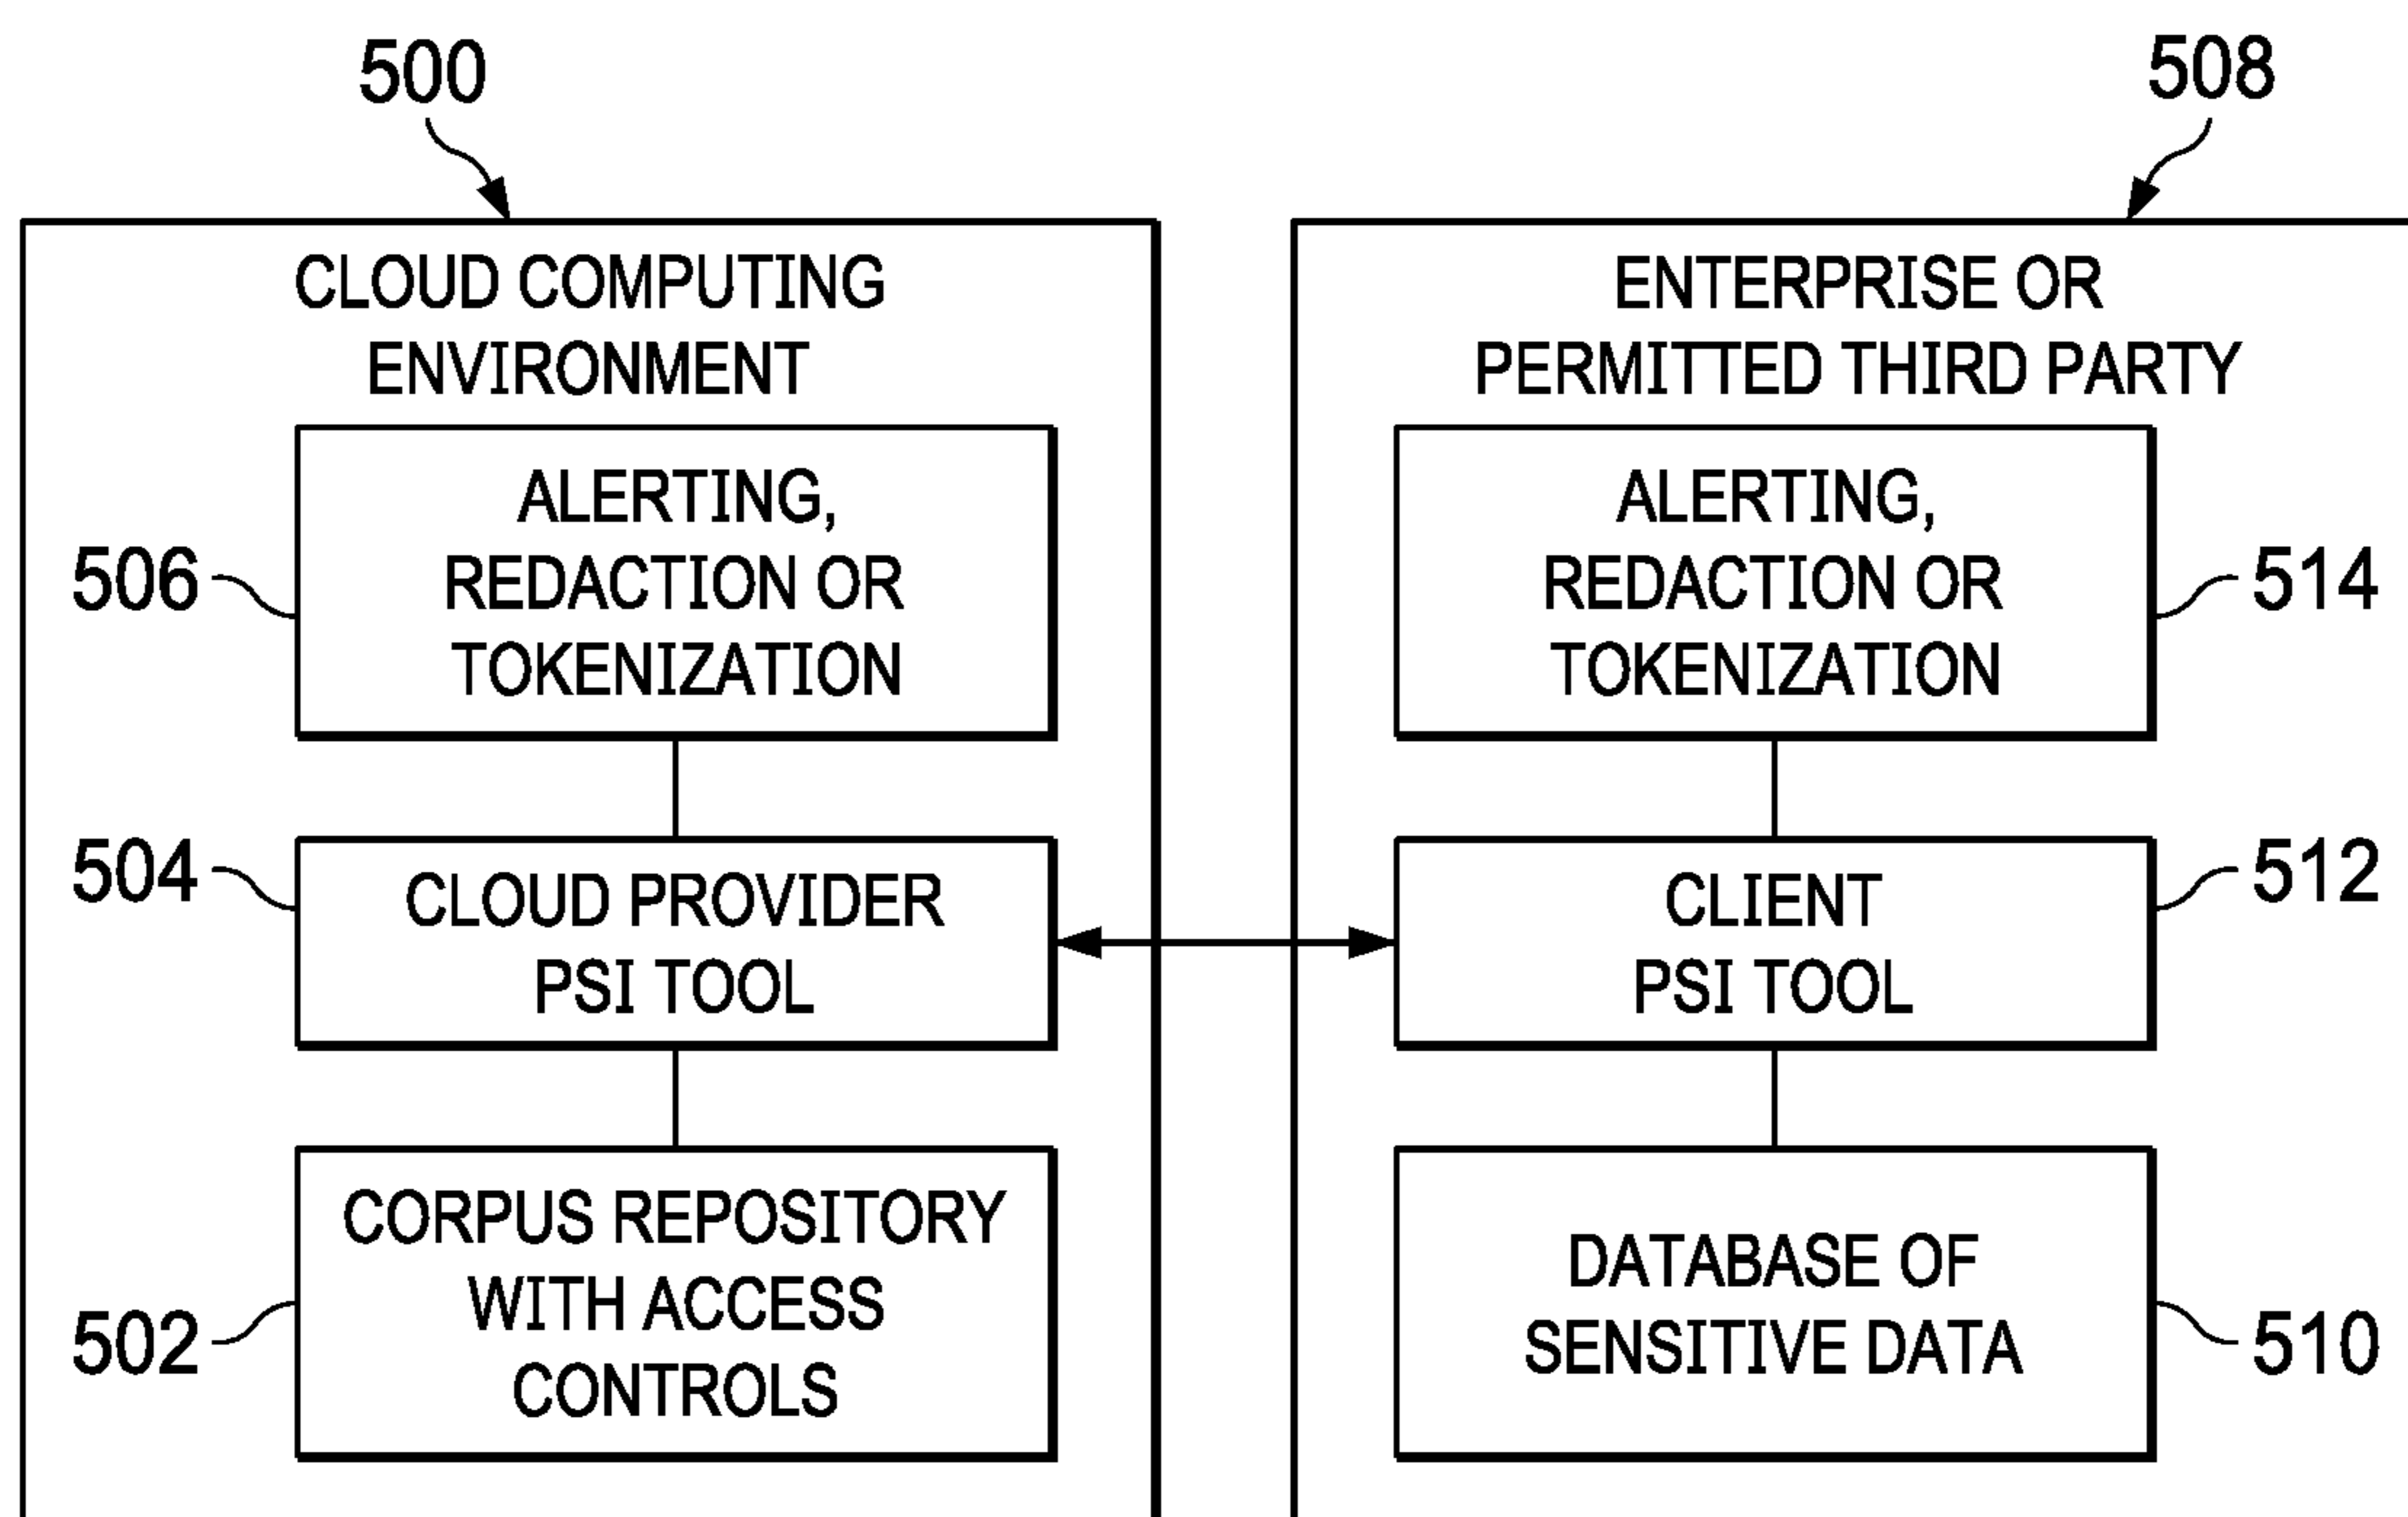 500
508
CLOUD COMPUTING
ENVIRONMENT
ENTERPRISE OR
PERMITTED THIRD PARTY
506
ALERTING,
REDACTION OR
TOKENIZATION
ALERTING,
REDACTION OR
TOKENIZATION
514
504
CLOUD PROVIDER
PSI TOOL
CLIENT
PSI TOOL
512
502
CORPUS REPOSITORY
WITH ACCESS
CONTROLS
DATABASE OF
SENSITIVE DATA
510